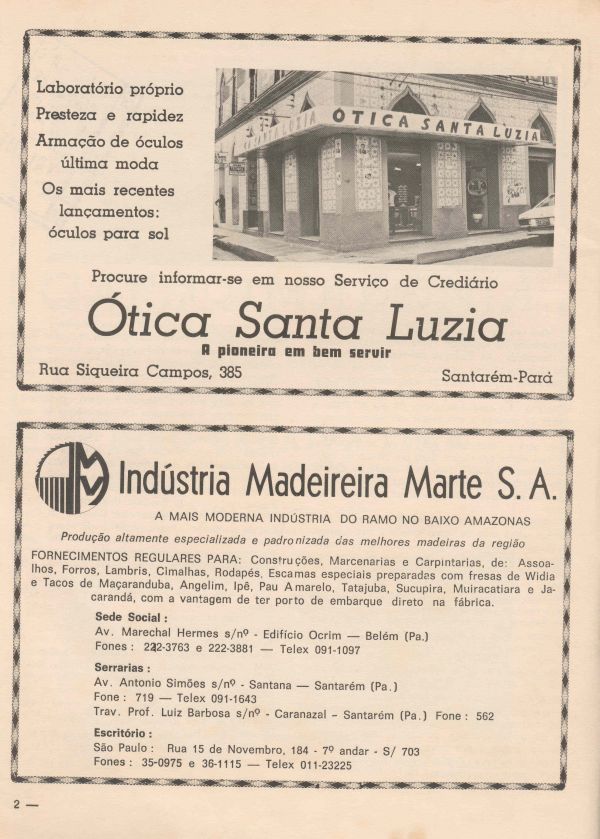 Laboratório próprio
Presteza e rapidez
Armação de óculos
última moda
Os mais recentes
lançamentos:
óculos para sol
ÓTICA SANTA LUZIA
SANTA LUZIA
Procure informar-se em nosso Serviço de Crediário
Ótica Santa Luzia
A pioneira em bem servir
Rua Siqueira Campos, 385
Santarém-Pará
Indústria Madeireira Marte S. A.
A MAIS MODERNA INDÚSTRIA DO RAMO NO BAIXO AMAZONAS
Produção altamente especializada e padronizada das melhores madeiras da região
FORNECIMENTOS REGULARES PARA: Construções, Marcenarias e Carpintarias, de: Assoa-
lhos, Forros, Lambris, Cimalhas, Rodapés, Escamas especiais preparadas com fresas de Widia
e Tacos de Maçaranduba, Angelim, Ipê, Pau Amarelo, Tatajuba, Sucupira, Muiracatiara e Ja-
carandá, com a vantagem de ter porto de embarque direto na fábrica.
Sede Social :
Av. Marechal Hermes s/nº - Edifício Ocrim — Belém (Pa.)
Fones : 222-3763 e 222-3881 — Telex 091-1097
Serrarias :
Av. Antonio Simões s/nº - Santana — Santarém (Pa.)
Fone : 719 — Telex 091-1643
Trav. Prof. Luiz Barbosa s/nº - Caranazal - Santarém (Pa.) Fone : 562
Escritório :
São Paulo : Rua 15 de Novembro, 184 - 7º andar - S/ 703
Fones : 35-0975 e 36-1115 — Telex 011-23225
2 —